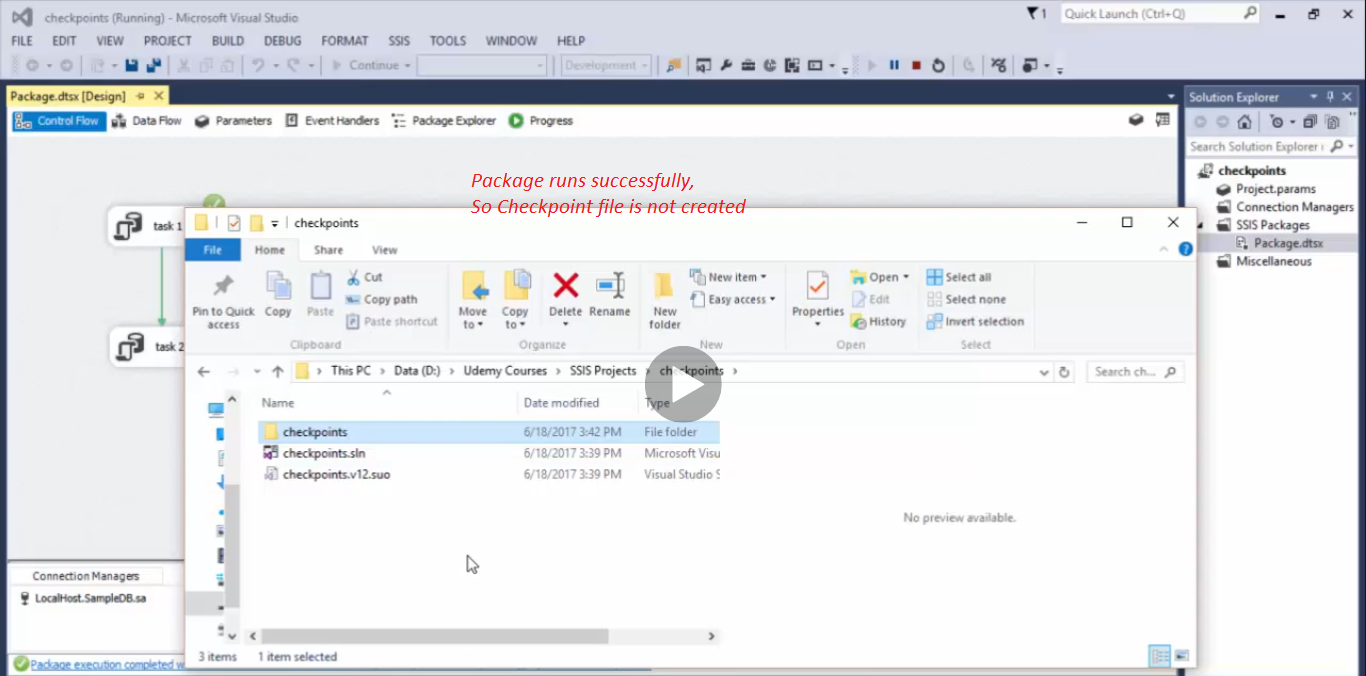 checkpoints (Running) - Microsoft Visual Studio
1
Quick Launch (Ctrl+Q)
FILE EDIT VIEW PROJECT BUILD DEBUG FORMAT SSIS TOOLS WINDOW HELP
Continue
Development
Package.dtsx [Design]
Solution Explorer
Control Flow Data Flow Parameters Event Handlers Package Explorer Progress
Search Solution Explorer
checkpoints
Project.params
Connection Managers
SSIS Packages
Package.dtsx
Miscellaneous
Package runs successfully,
So Checkpoint file is not created
task 1
task 2
checkpoints
File Home Share View
Pin to Quick access
Copy
Paste
Cut
Copy path
Paste shortcut
Clipboard
Move to
Copy to
Delete
Rename
Organize
New folder
New item
Easy access
New
Properties
Open
Edit
History
Open
Select all
Select none
Invert selection
Select
This PC > Data (D:) > Udemy Courses > SSIS Projects > checkpoints >
Search ch...
Name Date modified Type
checkpoints 6/18/2017 3:42 PM File folder
checkpoints.sln 6/18/2017 3:39 PM Microsoft Visu
checkpoints.v12.suo 6/18/2017 3:39 PM Visual Studio S
No preview available.
3 items 1 item selected
Connection Managers
LocalHost.SampleDB.sa
Package execution completed w